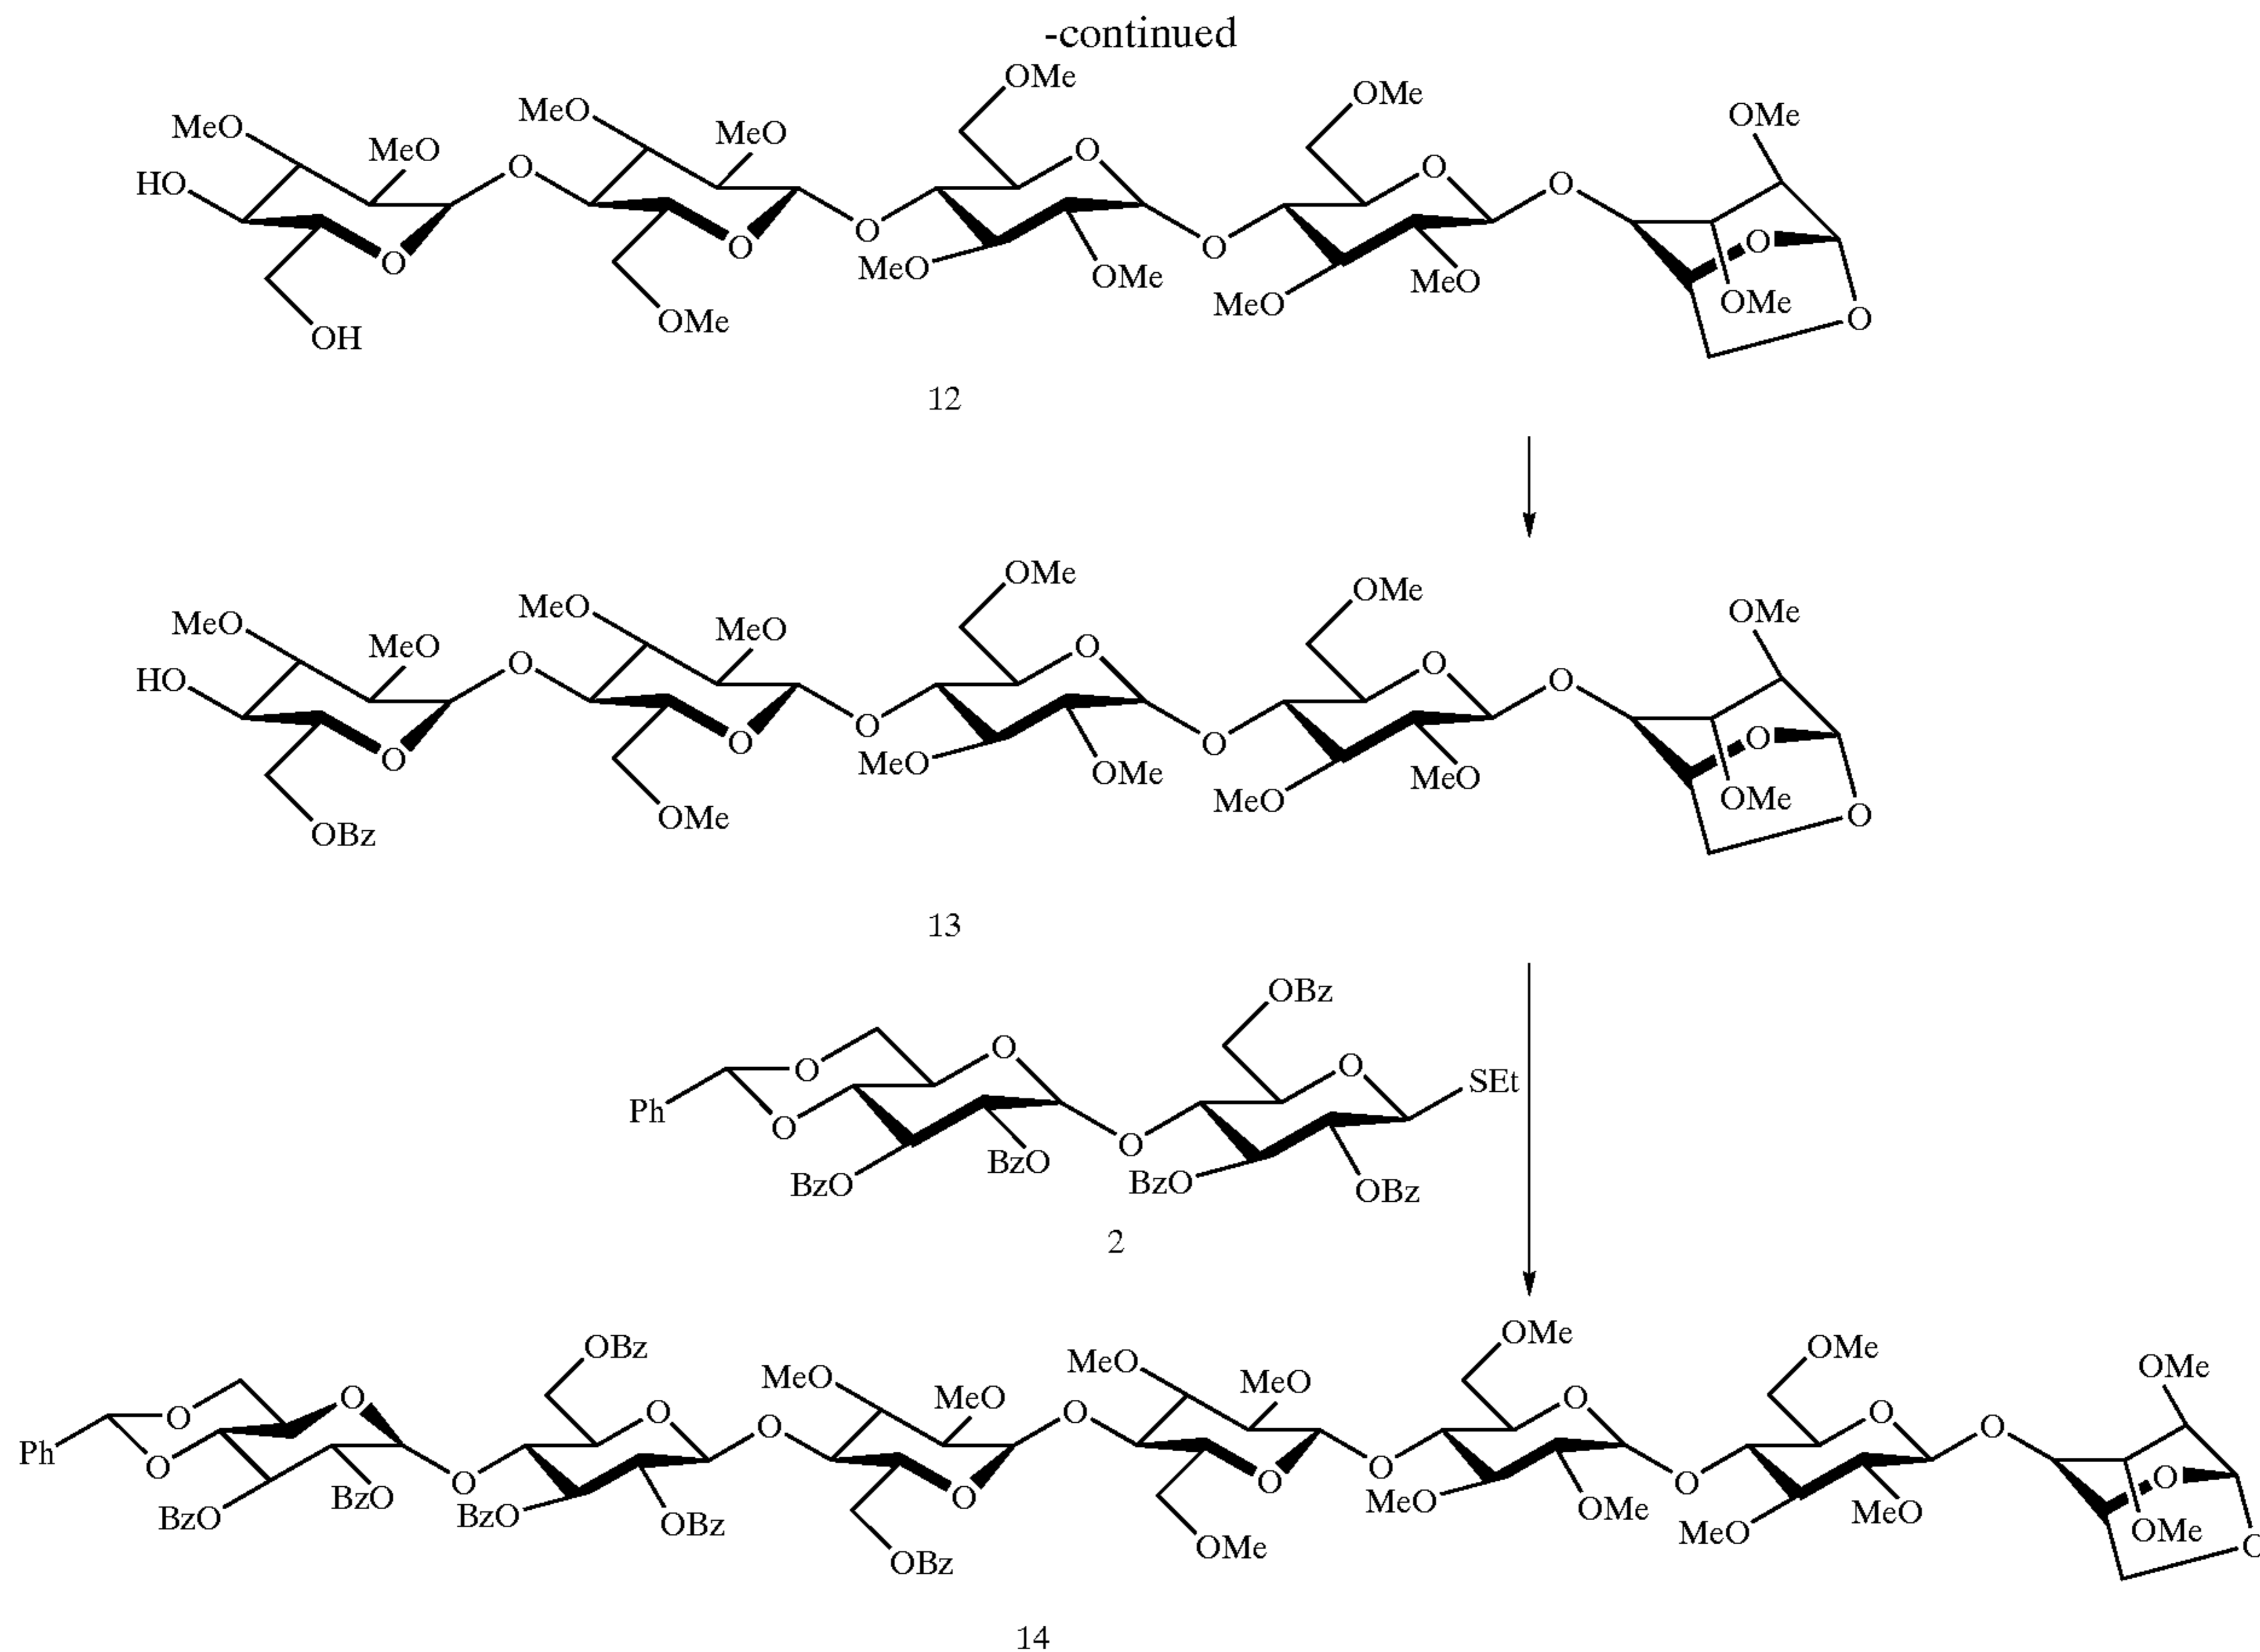 -continued
OMe
OMe
MeO OMe
MeO MeO
MeO O
O O
HO O
O O O O
O MeO OMe MeO
MeO OMe
OMe O
OH
12
OMe
OMe
MeO OMe
MeO MeO
MeO O
O O
HO O
O O O O
O MeO OMe MeO
MeO OMe
OMe O
OBz
13
OBz
O
O O SEt
Ph O O
BzO BzO BzO OBz
2
OMe
OBz MeO OMe OMe
MeO MeO
O MeO O
O O O O O O
Ph O O O O O O
BzO BzO O MeO OMe MeO
BzO OBz MeO OMe
OBz OMe O
14